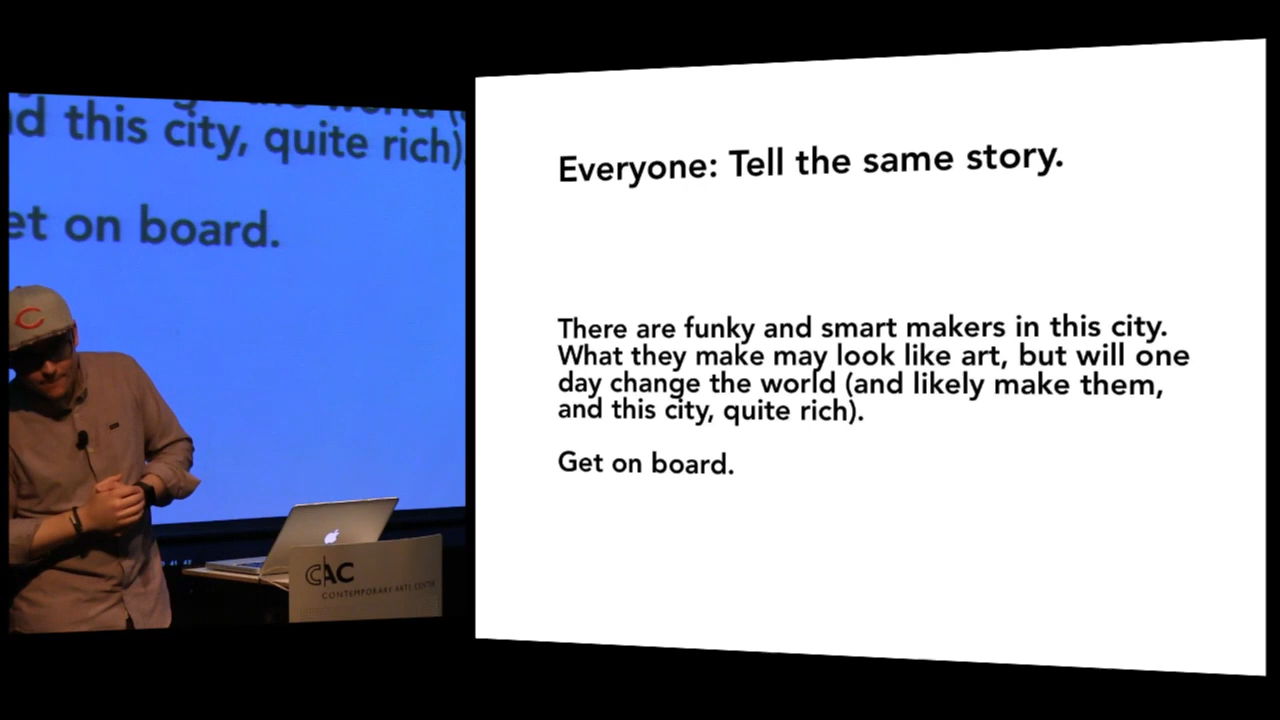 this city, quite rich)
on board.
C
CAC
CONTEMPORARY ARTS CENTER
Everyone: Tell the same story.
There are funky and smart makers in this city.
What they make may look like art, but will one
day change the world (and likely make them,
and this city, quite rich).
Get on board.